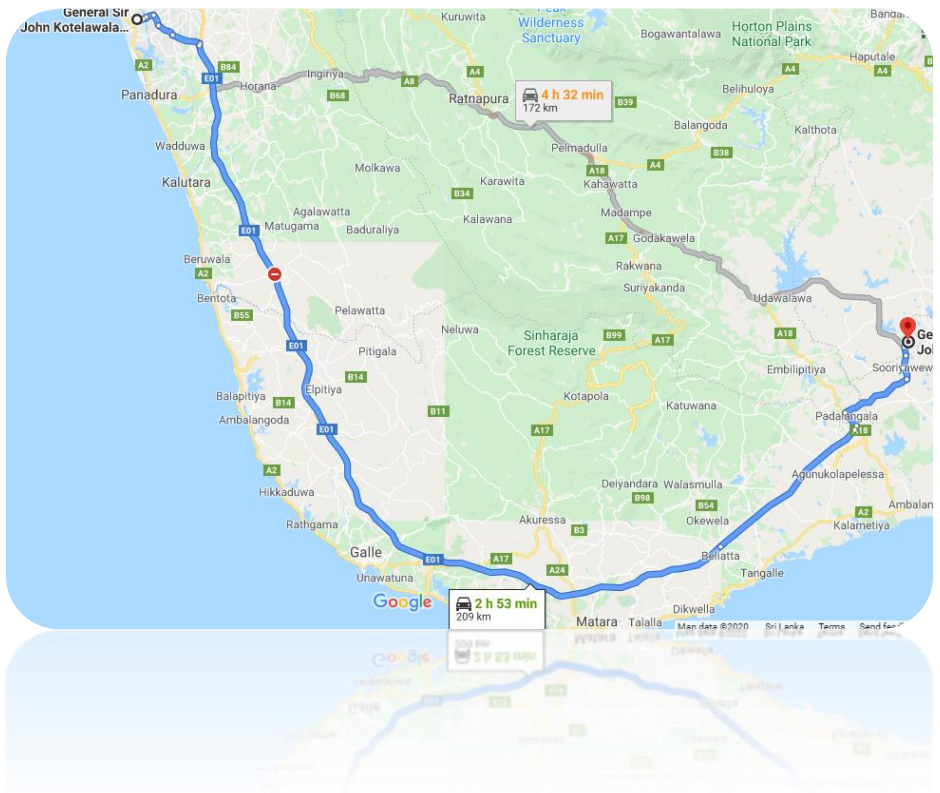 General Sir
John Kotelawala...
Kuruwita
Peak
Wilderness
Sanctuary
Bogawantalawa
Horton Plains
National Park
Haputale
A2
B84
E01
Horana
Ingiriya
B68
A8
A4
Ratnapura
4 h 32 min
172 km
B39
A4
A4
Belihuloya
Panadura
Balangoda
Kalthota
Wadduwa
Pelmadulla
B38
A4
A18
Kahawatta
Molkawa
Karawita
B34
Kalutara
Kalawana
Madampe
Agalawatta
Matugama
Baduraliya
E01
A17
Godakawela
Beruwala
A2
Rakwana
Suriyakanda
Bentota
B55
Pelawatta
Udawalawa
Neluwa
Sinharaja
Forest Reserve
B99
A17
A18
Ge
Joh
E01
Pitigala
B14
Embilipitiya
Sooriyawew
Elpitiya
Balapitiya
B14
Kotapola
Katuwana
Ambalangoda
B11
E01
A17
Padalangala
A18
A2
Deiyandara
Walasmulla
Agunukolapelessa
Hikkaduwa
B98
B54
Rathgama
Akuressa
B3
Okewela
A2
Ambalan
Kalametiya
Galle
E01
A17
A24
Beliatta
Unawatuna
Tangalle
Google
2 h 53 min
209 km
Dikwella
Matara
Talalla
Map data ©2020
Sri Lanka
Terms